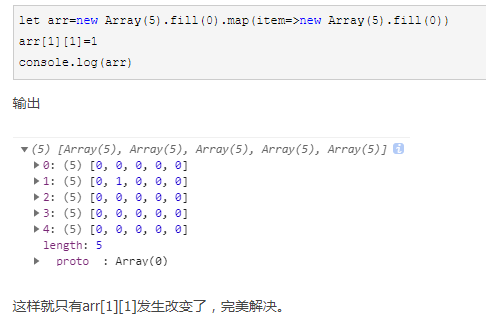 let arr=new Array(5).fill(0).map(item=>new Array(5).fill(0))
arr[1][1]=1
console.log(arr)
输出
(5) [Array(5), Array(5), Array(5), Array(5), Array(5)] i
0: (5) [0, 0, 0, 0, 0]
1: (5) [0, 1, 0, 0, 0]
2: (5) [0, 0, 0, 0, 0]
3: (5) [0, 0, 0, 0, 0]
4: (5) [0, 0, 0, 0, 0]
length: 5
proto : Array(0)
这样就只有arr[1][1]发生改变了，完美解决。